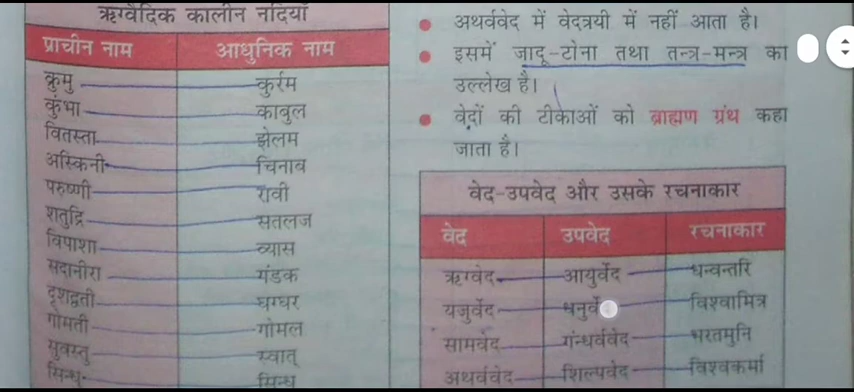 ऋग्वैदिक कालीन नदियाँ
प्राचीन नाम आधुनिक नाम
क्रुमु कुर्रम
कुंभा काबुल
वितस्ता झेलम
अस्किनी चिनाव
परुष्णी रावी
शतुद्रि सतलज
विपाशा व्यास
सदानीरा गंडक
दृशद्वती घग्घर
गोमती गोमल
सुवस्तु स्वात्
सिन्धु सिन्ध
अथर्ववेद में वेदत्रयी में नहीं आता है।
इसमें जादू-टोना तथा तन्त्र-मन्त्र का
उल्लेख है।
वेदों की टीकाओं को ब्राह्मण ग्रंथ कहा
जाता है।
वेद-उपवेद और उसके रचनाकार
वेद उपवेद रचनाकार
ऋग्वेद आयुर्वेद धन्वन्तरि
यजुर्वेद विश्वामित्र
सामवेद गंन्धर्ववेद भरतमुनि
अथर्ववेद शिल्पवेद विश्वकर्मा